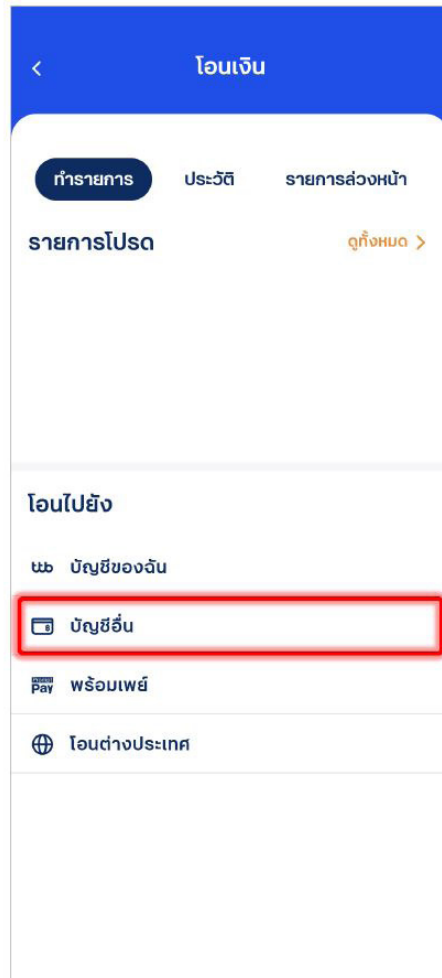 โอนเงิน
ทำรายการ ประวัติ รายการล่วงหน้า
รายการโปรด ดูทั้งหมด
โอนไปยัง
ttb บัญชีของฉัน
บัญชีอื่น
Pay พร้อมเพย์
โอนต่างประเทศ